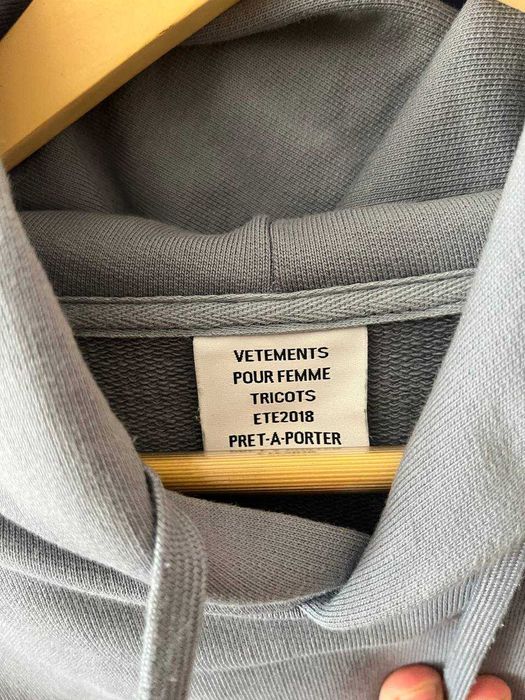 VETEMENTS
POUR FEMME
TRICOTS
ETE2018
PRET-A-PORTER